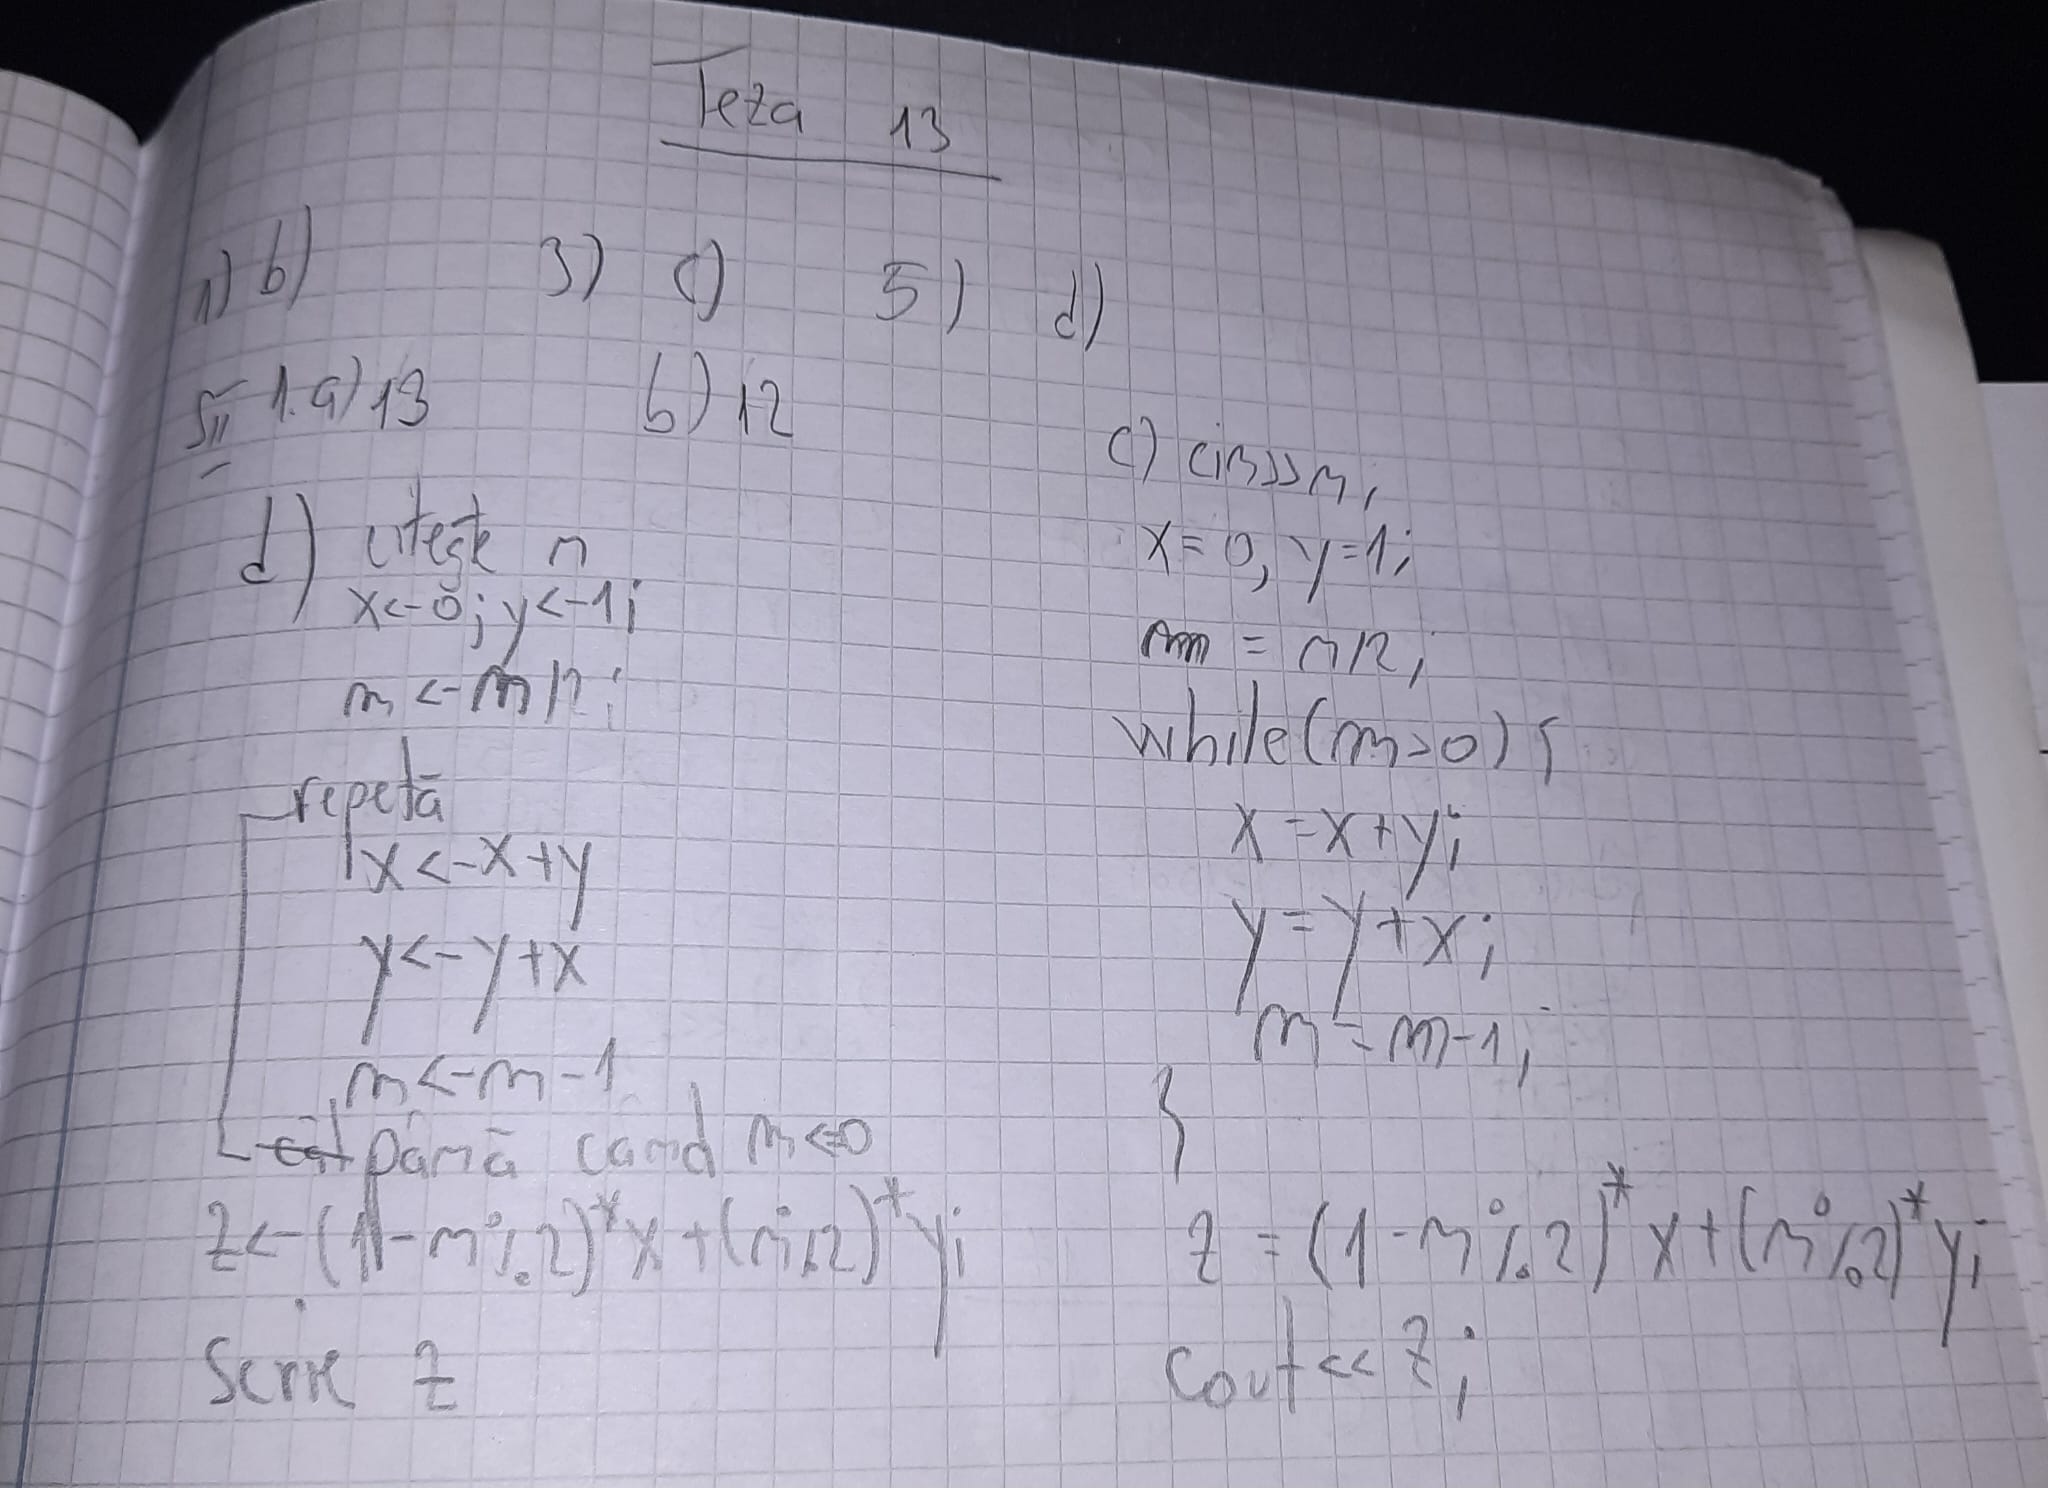 Teza 13
1) b) 3) c) 5) d)
SII 1. a) 13 b) 12
c) cin>>n;
x=0, y=1;
m = n/2;
while(m>0){
x=x+y;
y=y+x;
m=m-1;
}
z=(1-n%2)*x+(n%2)*y;
cout<<z;
d) citește n
x<-0; y<-1;
m<-n/2;
repetă
x<-x+y
y<-y+x
m<-m-1
până cand m<=0
z<-(1-n%2)*x+(n%2)*y;
Scrie z